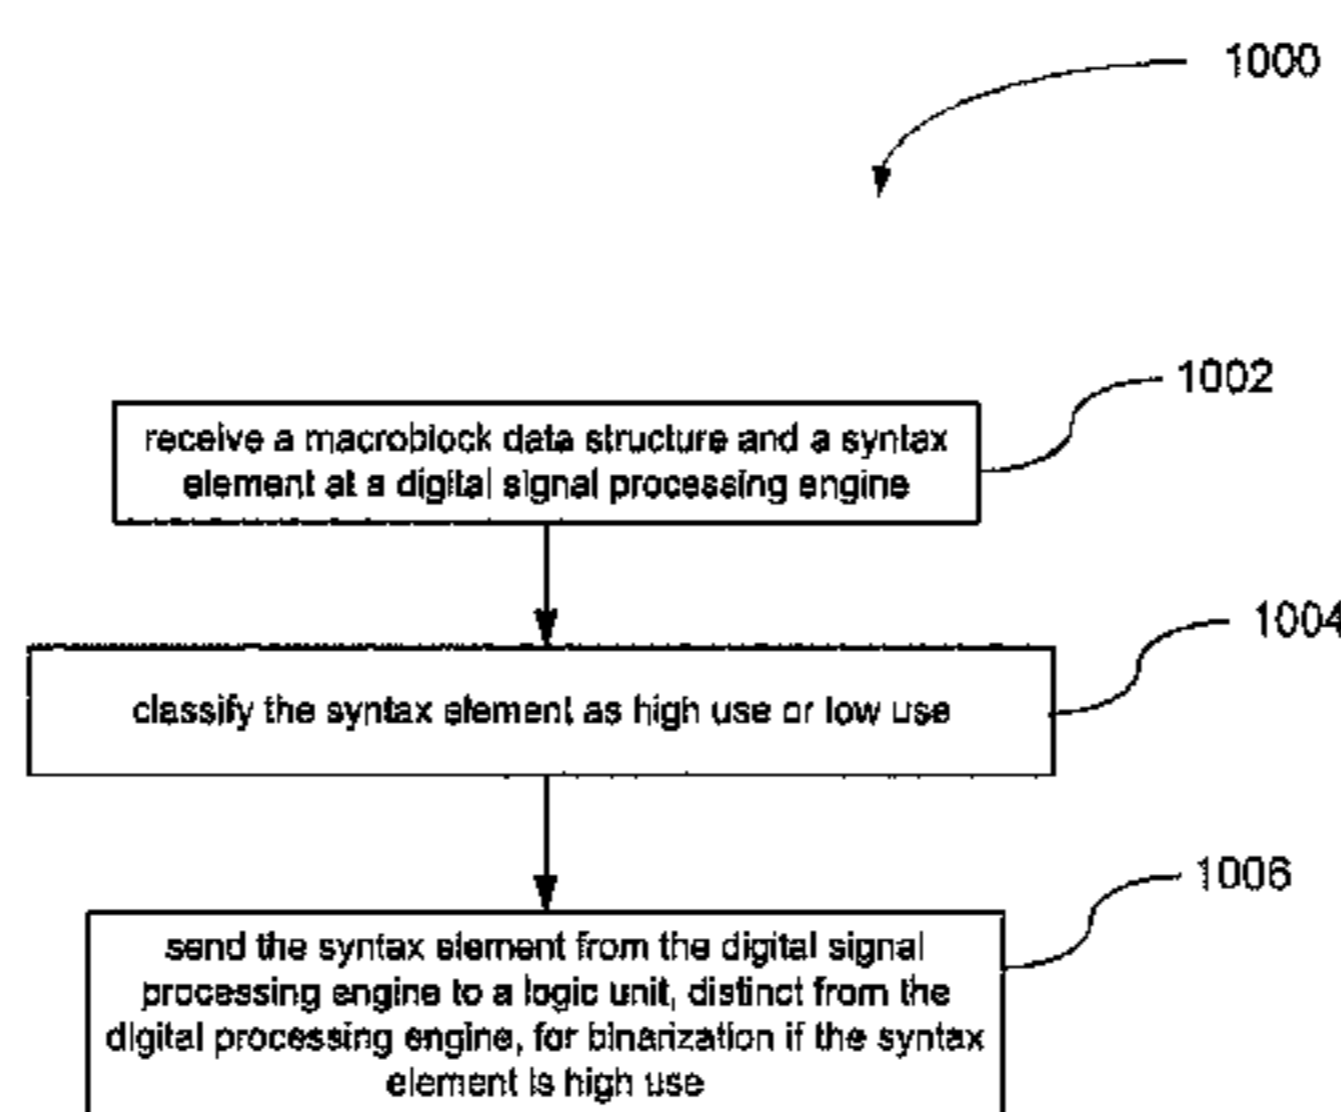 1000
1002
receive a macroblock data structure and a syntax
element at a digital signal processing engine
1004
classify the syntax element as high use or low use
1006
send the syntax element from the digital signal
processing engine to a logic unit, distinct from the
digital processing engine, for binarization if the syntax
element is high use